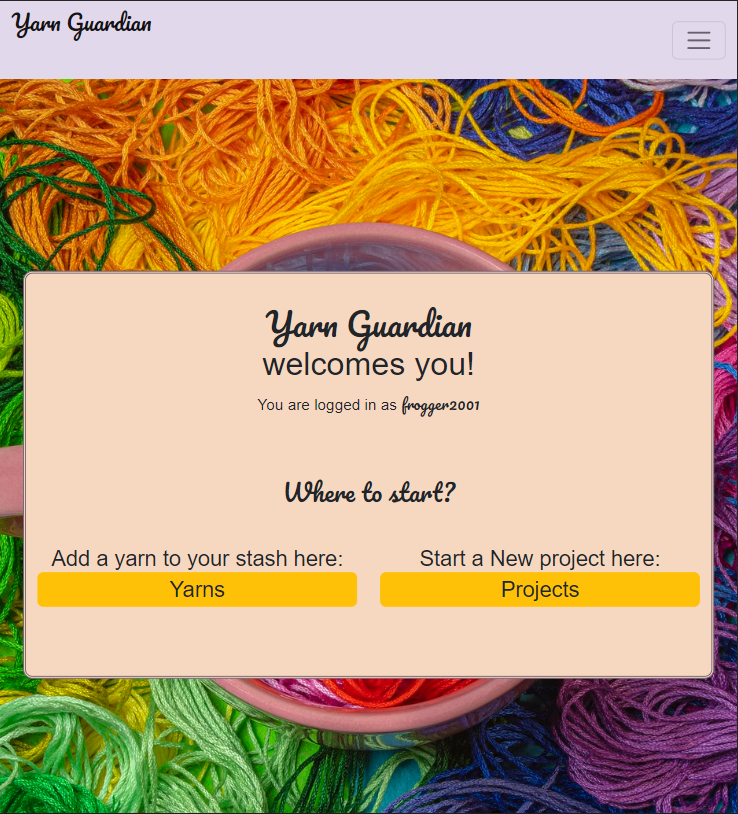 Yarn Guardian
Yarn Guardian
welcomes you!
You are logged in as frogger2001
Where to start?
Add a yarn to your stash here:
Yarns
Start a New project here:
Projects